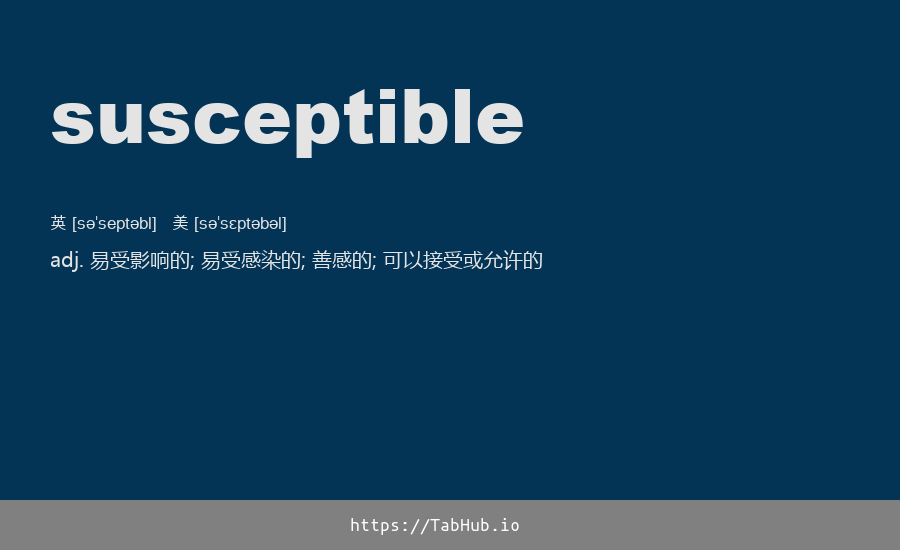 susceptible
英 [səˈseptəbl] 美 [səˈsɛptəbəl]
adj. 易受影响的; 易受感染的; 善感的; 可以接受或允许的
https://TabHub.io